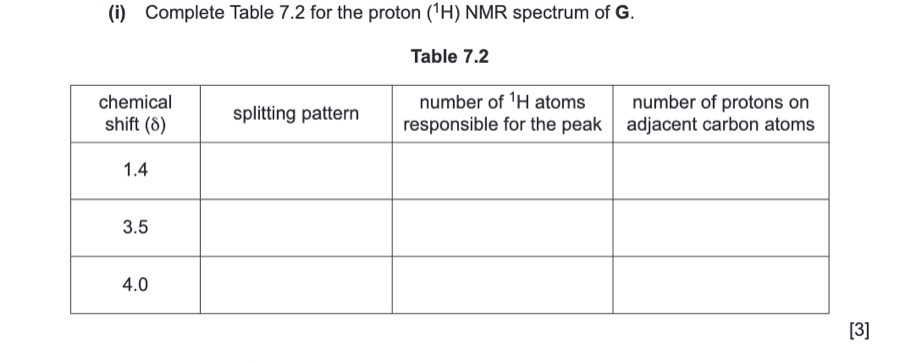 (i) Complete Table 7.2 for the proton (¹H) NMR spectrum of G.
Table 7.2
chemical shift (δ) | splitting pattern | number of ¹H atoms responsible for the peak | number of protons on adjacent carbon atoms
1.4
3.5
4.0
[3]